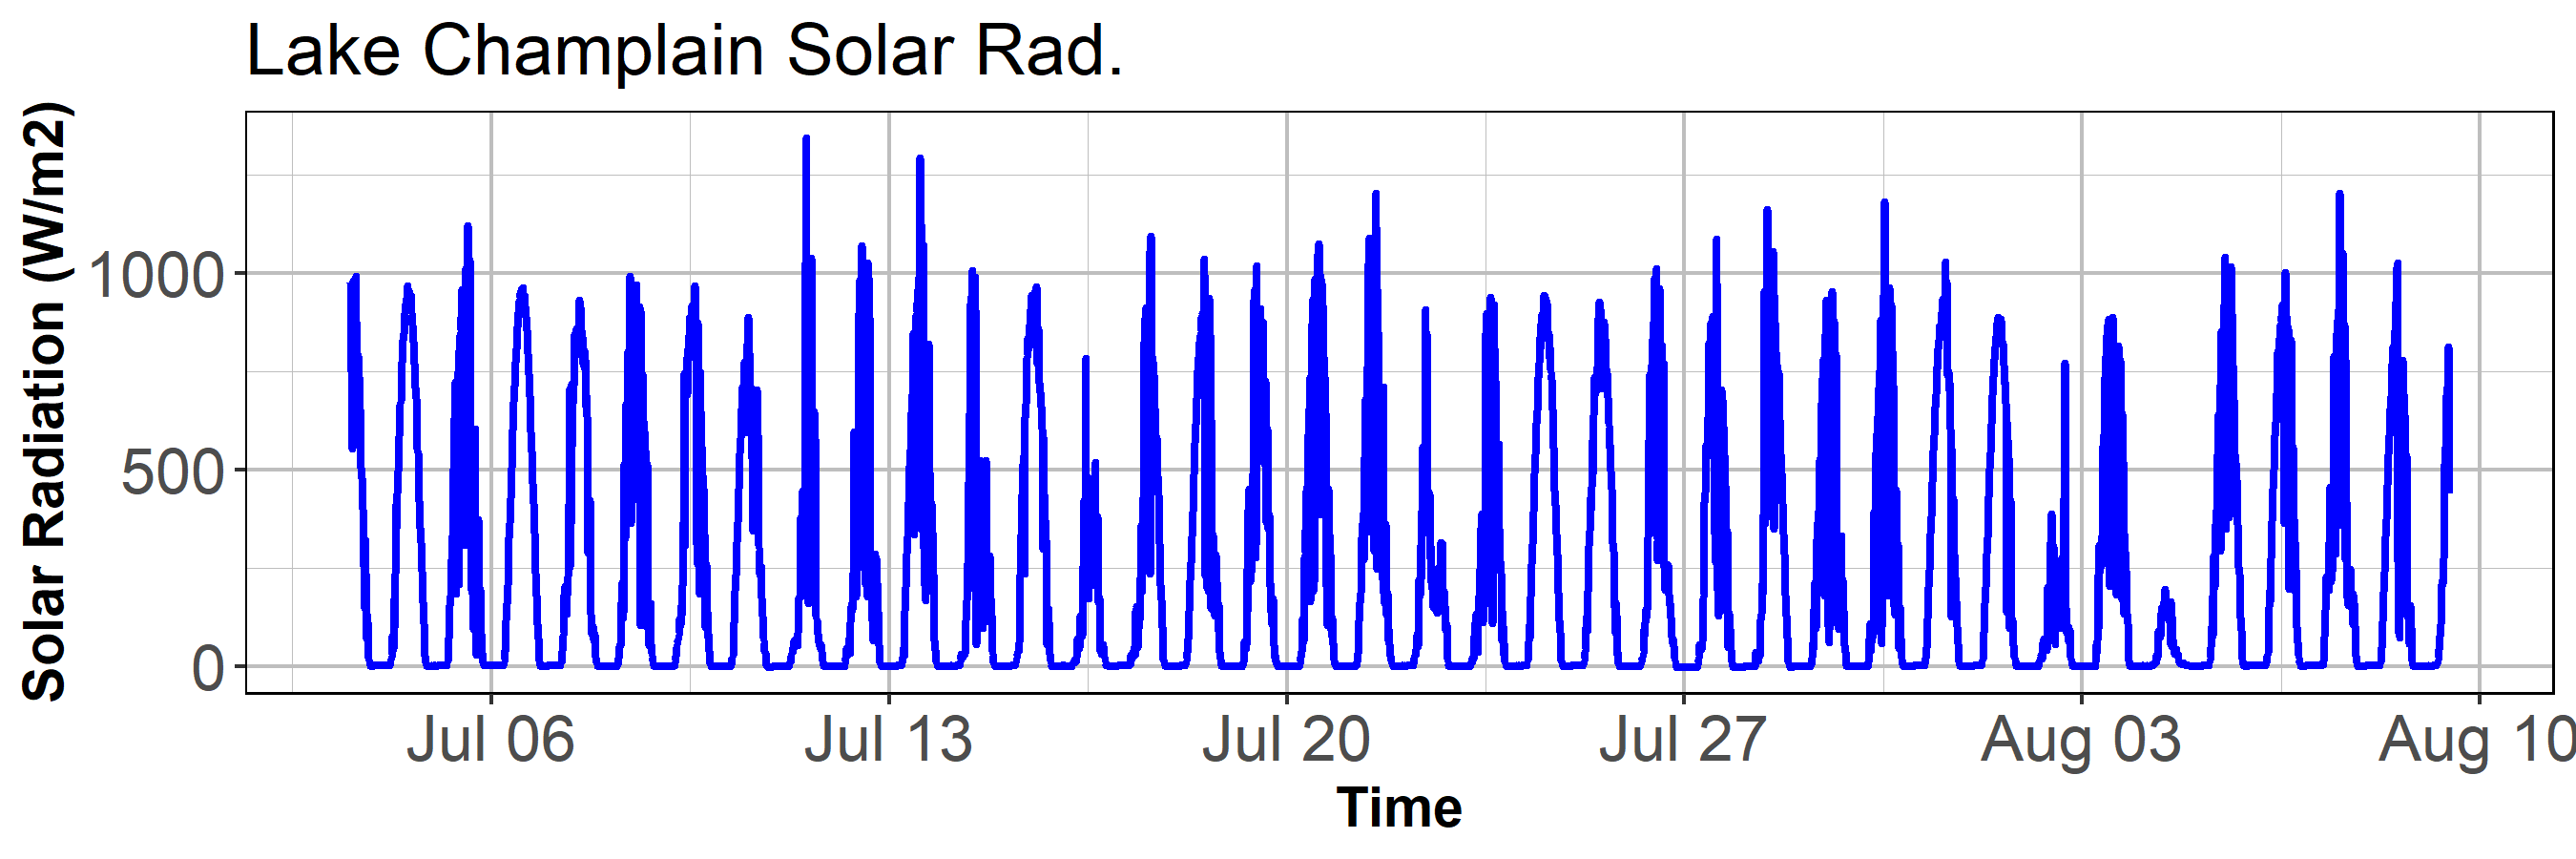 Lake Champlain Solar Rad.
Solar Radiation (W/m2)
1000
500
0
Jul 06 Jul 13 Jul 20 Jul 27 Aug 03 Aug 10
Time